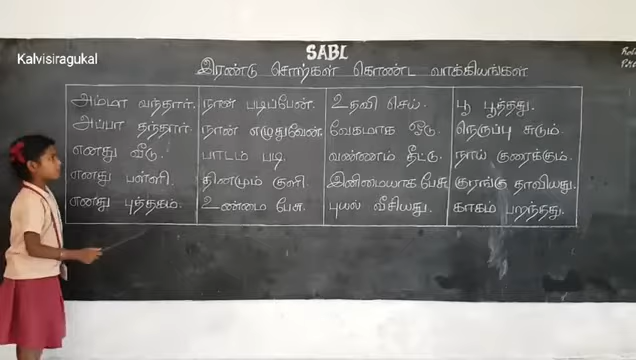 Kalvisiragukal
SABL
இரண்டு சொற்கள் கொண்ட வாக்கியங்கள்
அம்மா வந்தாள். நான் படிப்பேன். உதவி செய். பூ பூத்தது.
அப்பா தந்தார். நான் எழுதுவேன். வேகமாக ஓடு. நெருப்பு சுடும்.
எனது வீடு. பாடம் படி. வண்ணம் தீட்டு. நாய் குரைக்கும்.
எனது பள்ளி. தினமும் குளி. இனிமையாக பேசு. குரங்கு தாவியது.
எனது புத்தகம். உண்மை பேசு. புயல் வீசியது. காகம் பறந்தது.